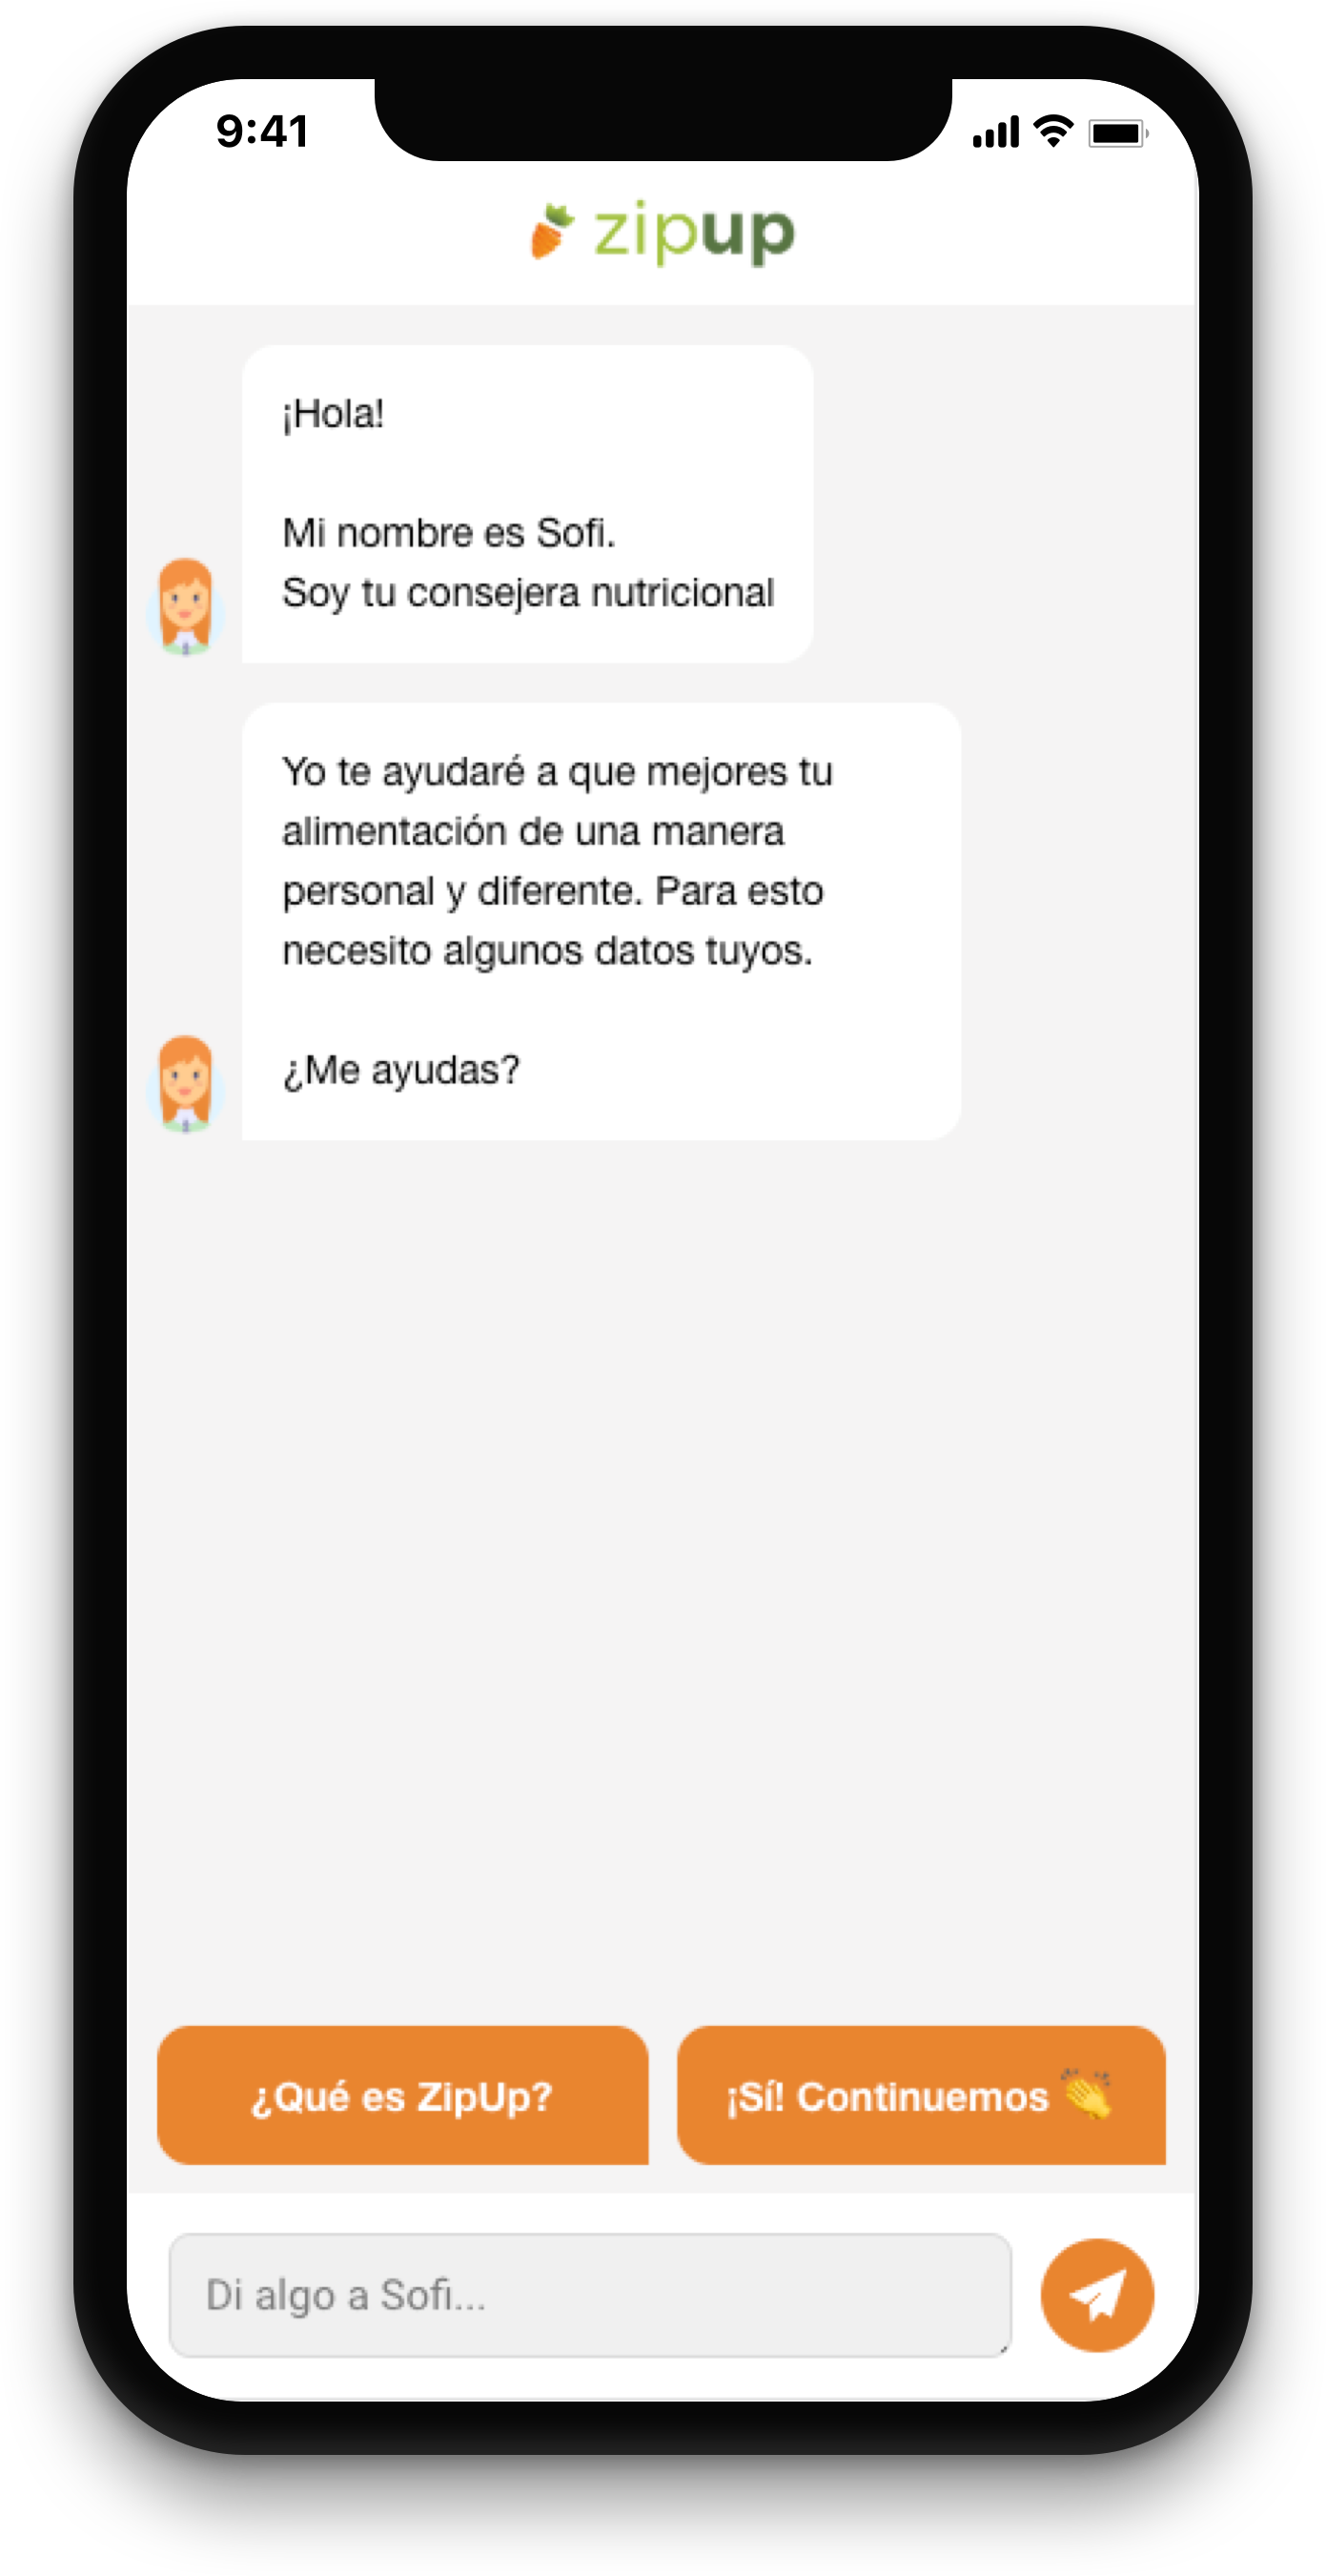 9:41
zipup
¡Hola!
Mi nombre es Sofi.
Soy tu consejera nutricional
Yo te ayudaré a que mejores tu
alimentación de una manera
personal y diferente. Para esto
necesito algunos datos tuyos.
¿Me ayudas?
¿Qué es ZipUp?
¡Sí! Continuemos 👏
Di algo a Sofi...